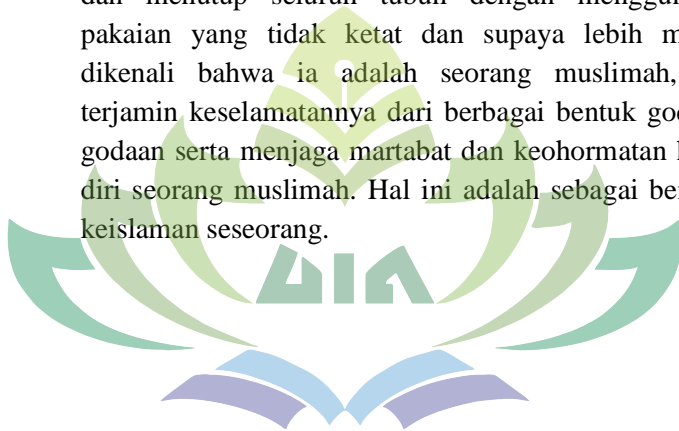 dan menutup seluruh tubuh dengan
pakaian yang tidak ketat dan supaya lebih
dikenali bahwa ia adalah seorang muslimah,
terjamin keselamatannya dari berbagai bentuk
godaan serta menjaga martabat dan keohormatan
diri seorang muslimah. Hal ini adalah sebagai
keislaman seseorang.
UIN